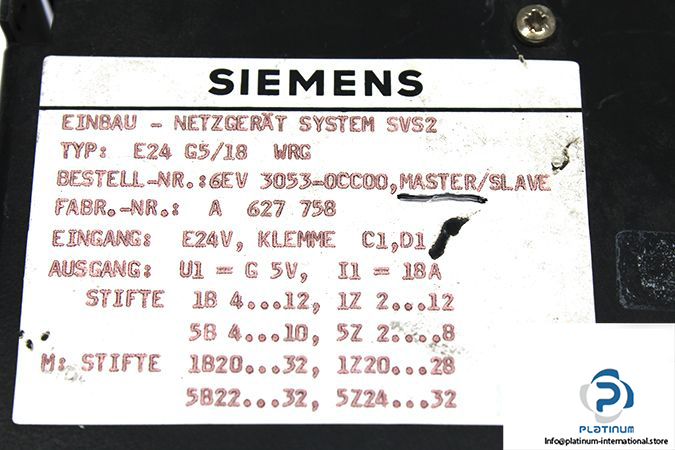 SIEMENS
EINBAU - NETZGERÄT SYSTEM SVS2
TYP: E24 G5/18 WRG
BESTELL-NR.:6EV 3053-0CC00,MASTER/SLAVE
FABR.-NR.: A 627 758
EINGANG: E24V, KLEMME C1,D1
AUSGANG: U1 = G 5V, I1 = 18A
STIFTE 1B 4...12, 1Z 2...12
5B 4...10, 5Z 2...8
M: STIFTE 1B20...32, 1Z20...28
5B22...32, 5Z24...32
PLATINUM
Info@platinum-international.store